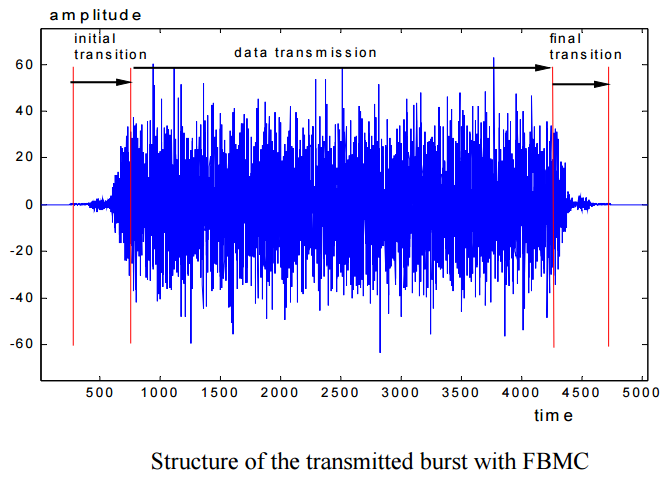 amplitude
initial
transition
data transmission
final
transition
60
40
20
0
-20
-40
-60
500 1000 1500 2000 2500 3000 3500 4000 4500 5000
time
Structure of the transmitted burst with FBMC